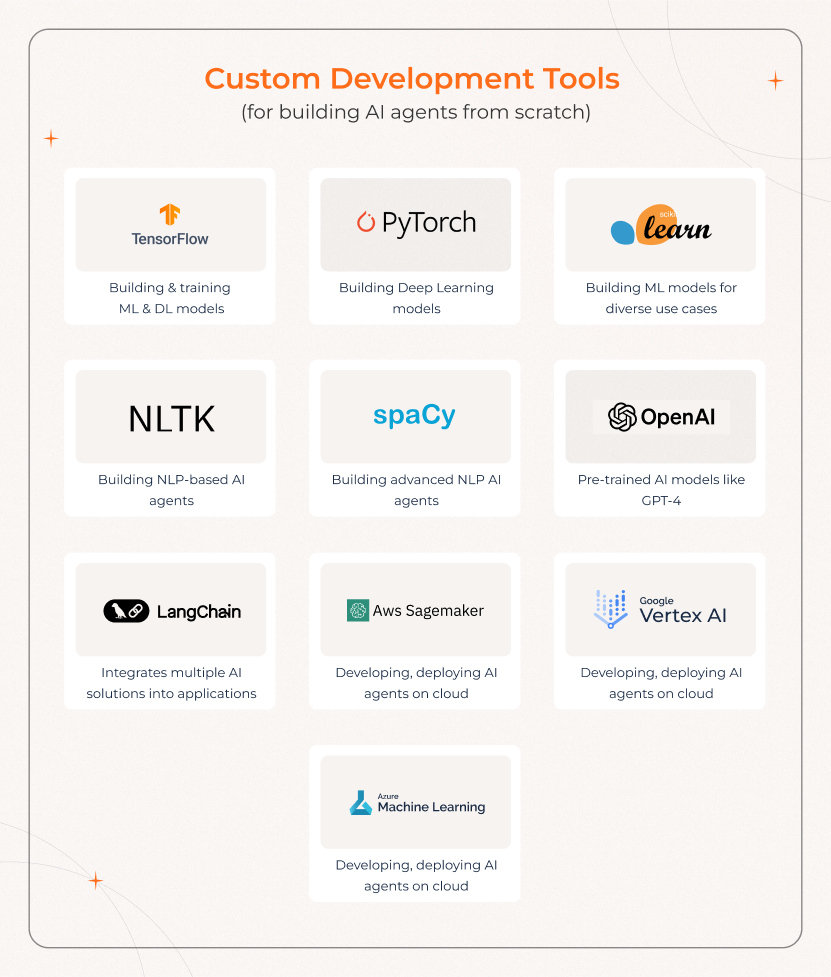 Custom Development Tools
(for building AI agents from scratch)
TensorFlow
Building & training
ML & DL models
PyTorch
Building Deep Learning
models
scikit
learn
Building ML models for
diverse use cases
NLTK
Building NLP-based AI
agents
spaCy
Building advanced NLP AI
agents
OpenAI
Pre-trained AI models like
GPT-4
LangChain
Integrates multiple AI
solutions into applications
Aws Sagemaker
Developing, deploying AI
agents on cloud
Google
Vertex AI
Developing, deploying AI
agents on cloud
Azure
Machine Learning
Developing, deploying AI
agents on cloud